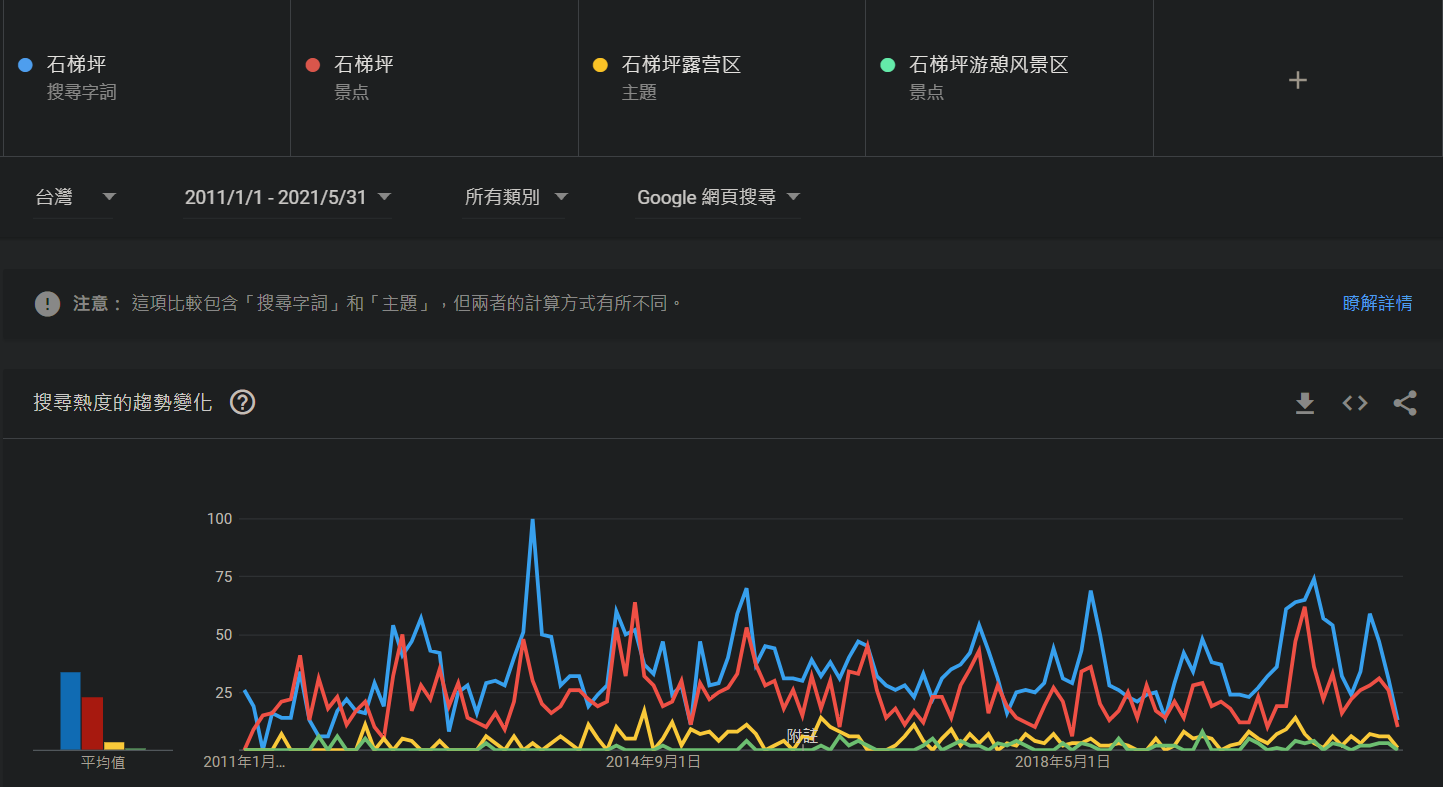 石梯坪
搜尋字詞
石梯坪
景点
石梯坪露营区
主題
石梯坪游憩风景区
景点
+
台灣
2011/1/1 - 2021/5/31
所有類別
Google 網頁搜尋
注意： 這項比較包含「搜尋字詞」和「主題」，但兩者的計算方式有所不同。
瞭解詳情
搜尋熱度的趨勢變化
100
75
50
25
附註
平均值
2011年1月…
2014年9月1日
2018年5月1日